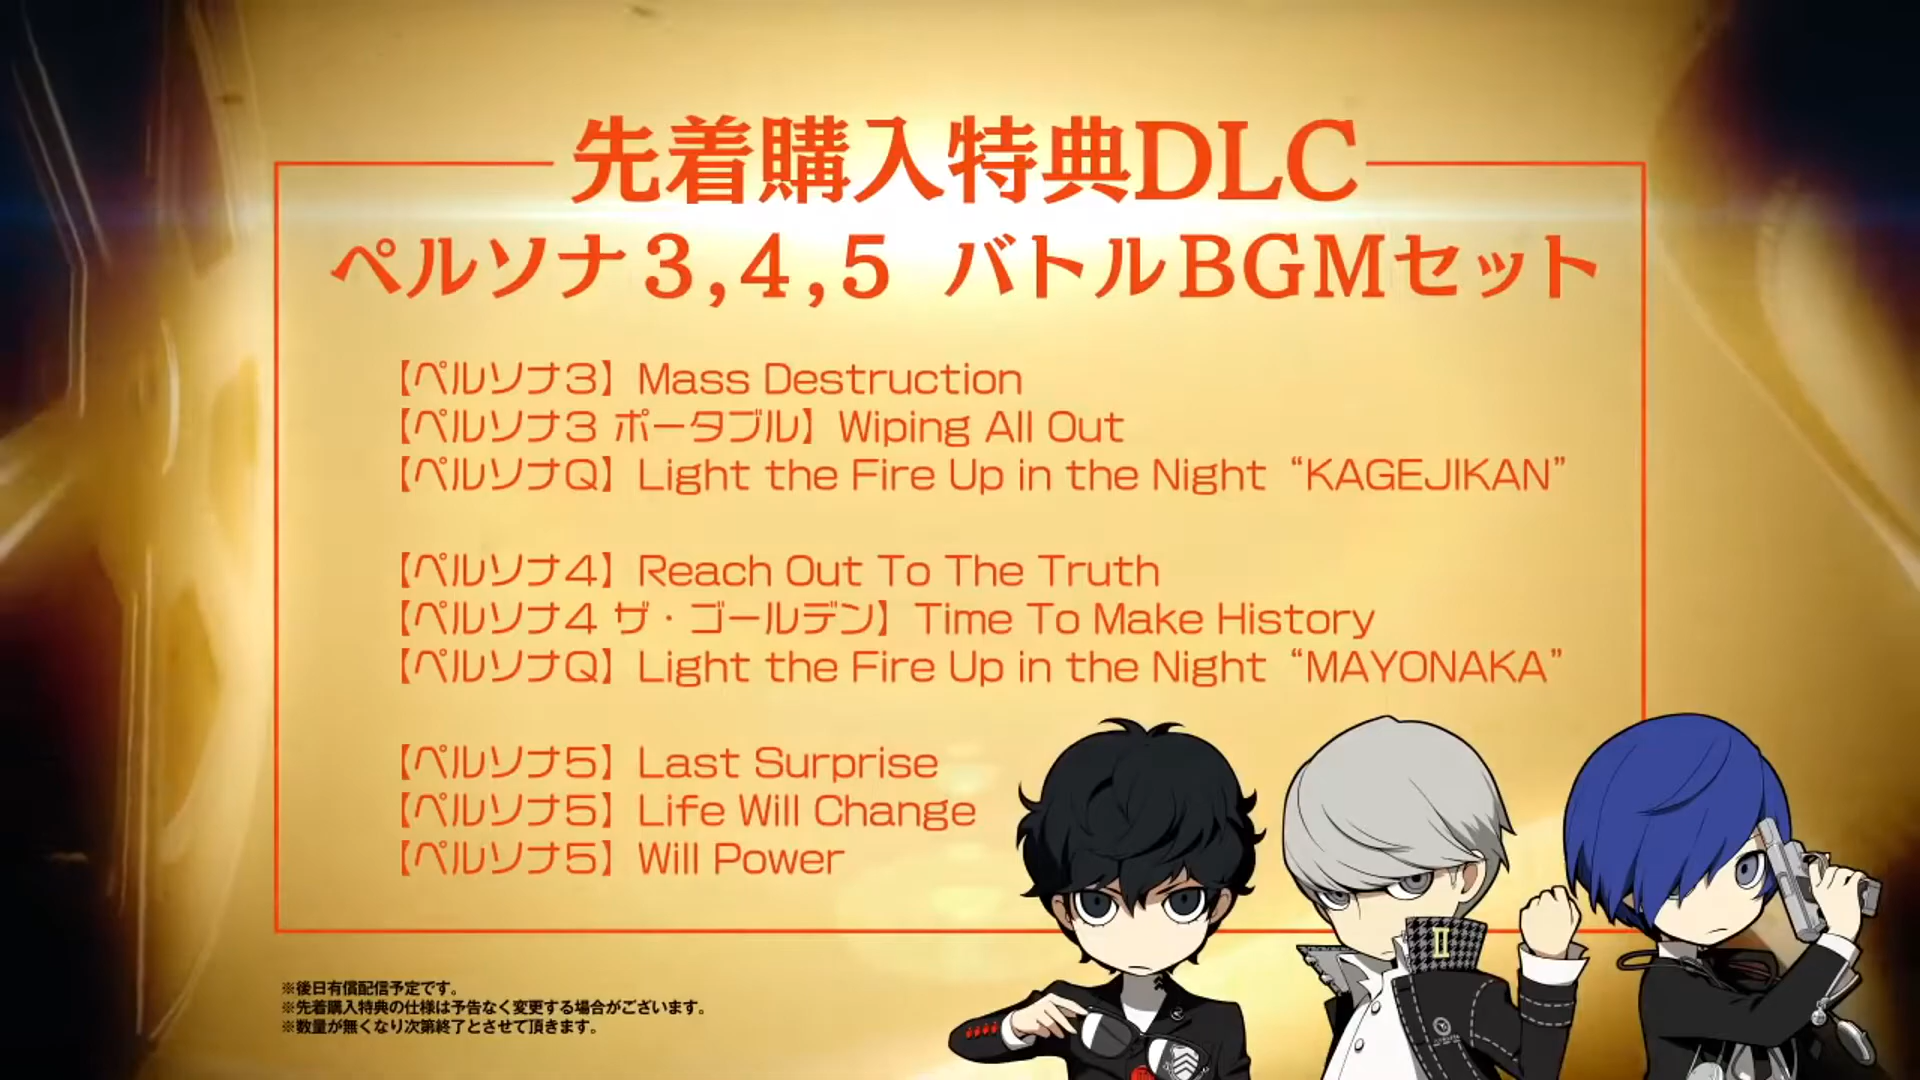 先着購入特典DLC
ペルソナ3,4,5 バトルBGMセット
【ペルソナ3】Mass Destruction
【ペルソナ3 ポータブル】Wiping All Out
【ペルソナQ】Light the Fire Up in the Night “KAGEJIKAN”
【ペルソナ4】Reach Out To The Truth
【ペルソナ4 ザ・ゴールデン】Time To Make History
【ペルソナQ】Light the Fire Up in the Night “MAYONAKA”
【ペルソナ5】Last Surprise
【ペルソナ5】Life Will Change
【ペルソナ5】Will Power
II
※後日有償配信予定です。
※先着購入特典の仕様は予告なく変更する場合がございます。
※数量が無くなり次第終了とさせて頂きます。